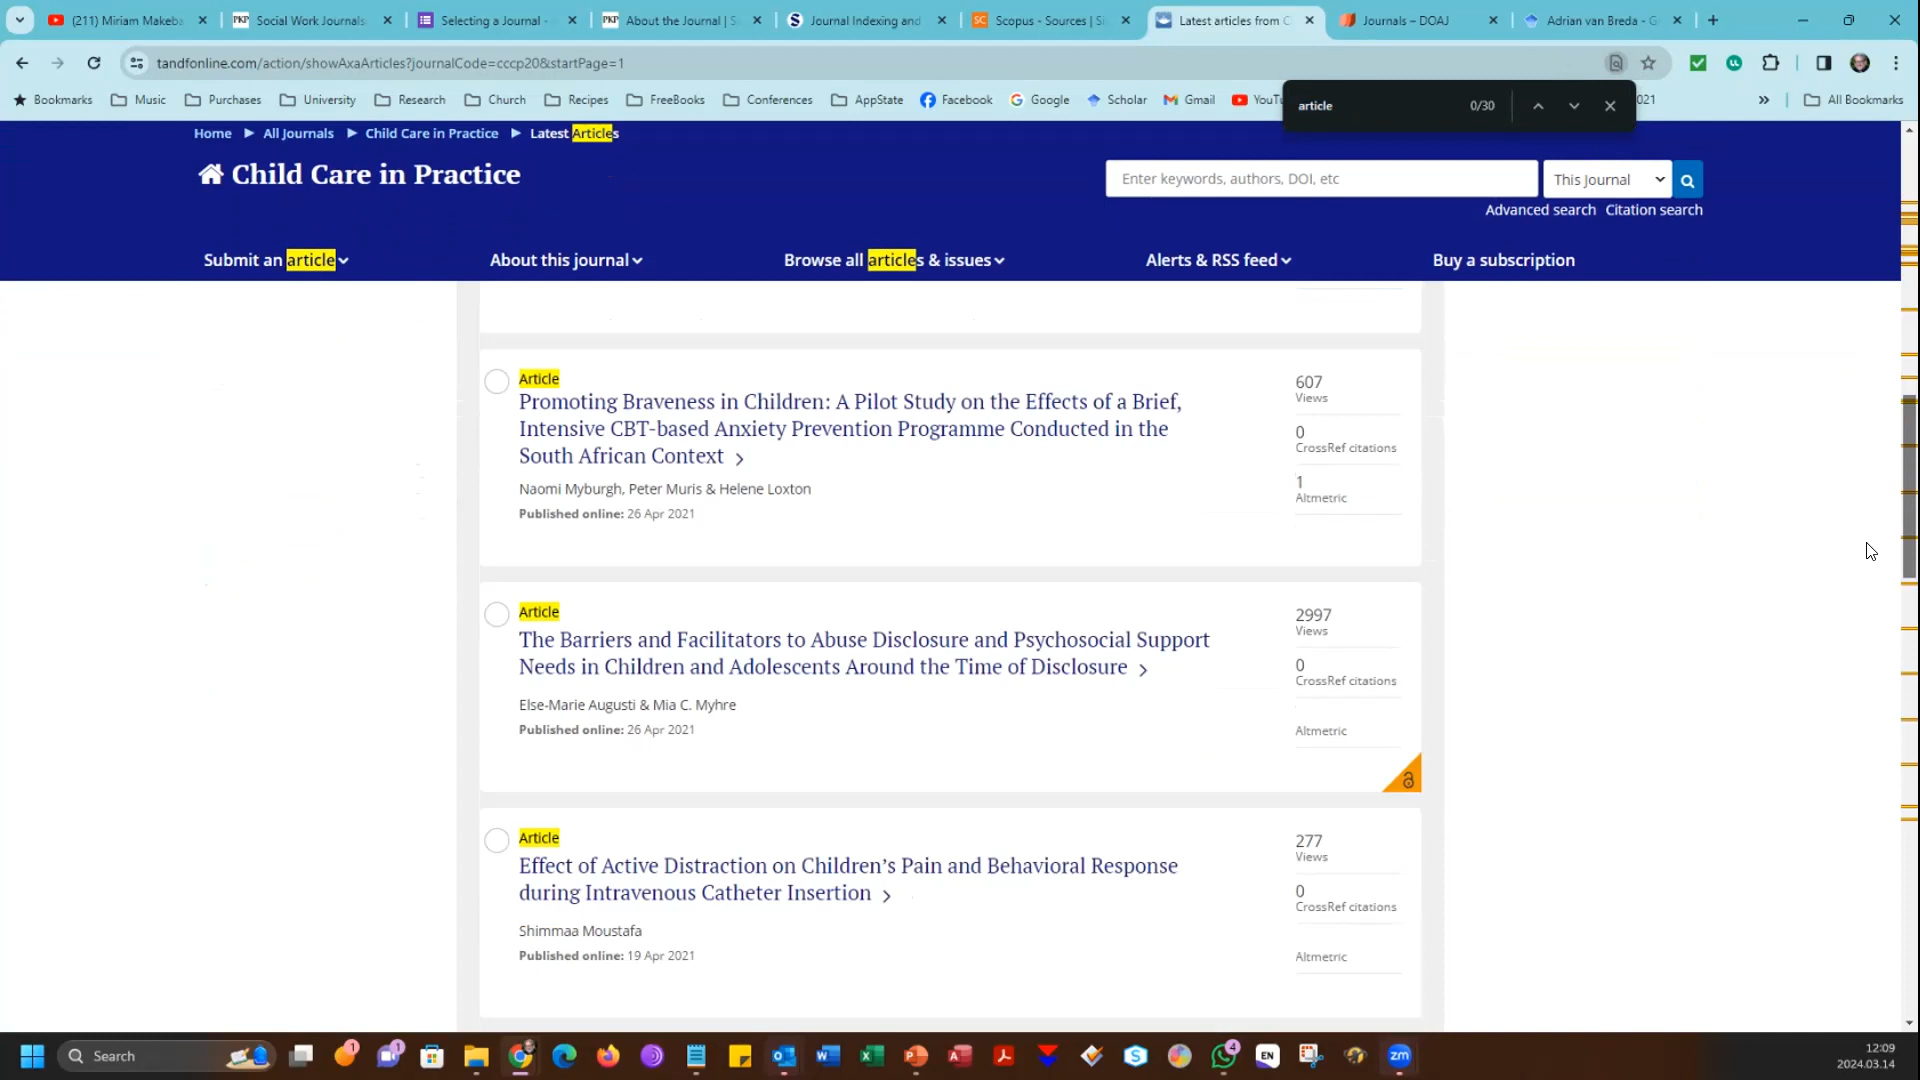 (211) Miriam Makeba
Social Work Journals
Selecting a Journal -
About the Journal | S
Journal Indexing and
Scopus - Sources | Si
Latest articles from C
Journals – DOAJ
Adrian van Breda - G
tandfonline.com/action/showAxaArticles?journalCode=cccp20&startPage=1
Bookmarks
Music
Purchases
University
Research
Church
Recipes
FreeBooks
Conferences
AppState
Facebook
Google
Scholar
Gmail
YouTu
2021
»
All Bookmarks
article
0/30
Home ▶ All Journals ▶ Child Care in Practice ▶ Latest Articles
Child Care in Practice
Enter keywords, authors, DOI, etc
This Journal
Advanced search Citation search
Submit an article
About this journal
Browse all articles & issues
Alerts & RSS feed
Buy a subscription
Article
Promoting Braveness in Children: A Pilot Study on the Effects of a Brief,
Intensive CBT-based Anxiety Prevention Programme Conducted in the
South African Context >
Naomi Myburgh, Peter Muris & Helene Loxton
Published online: 26 Apr 2021
607
Views
0
CrossRef citations
1
Altmetric
Article
The Barriers and Facilitators to Abuse Disclosure and Psychosocial Support
Needs in Children and Adolescents Around the Time of Disclosure >
Else-Marie Augusti & Mia C. Myhre
Published online: 26 Apr 2021
2997
Views
0
CrossRef citations
Altmetric
Article
Effect of Active Distraction on Children’s Pain and Behavioral Response
during Intravenous Catheter Insertion >
Shimmaa Moustafa
Published online: 19 Apr 2021
277
Views
0
CrossRef citations
Altmetric
Search
1
1
4
EN
zm
12:09
2024.03.14